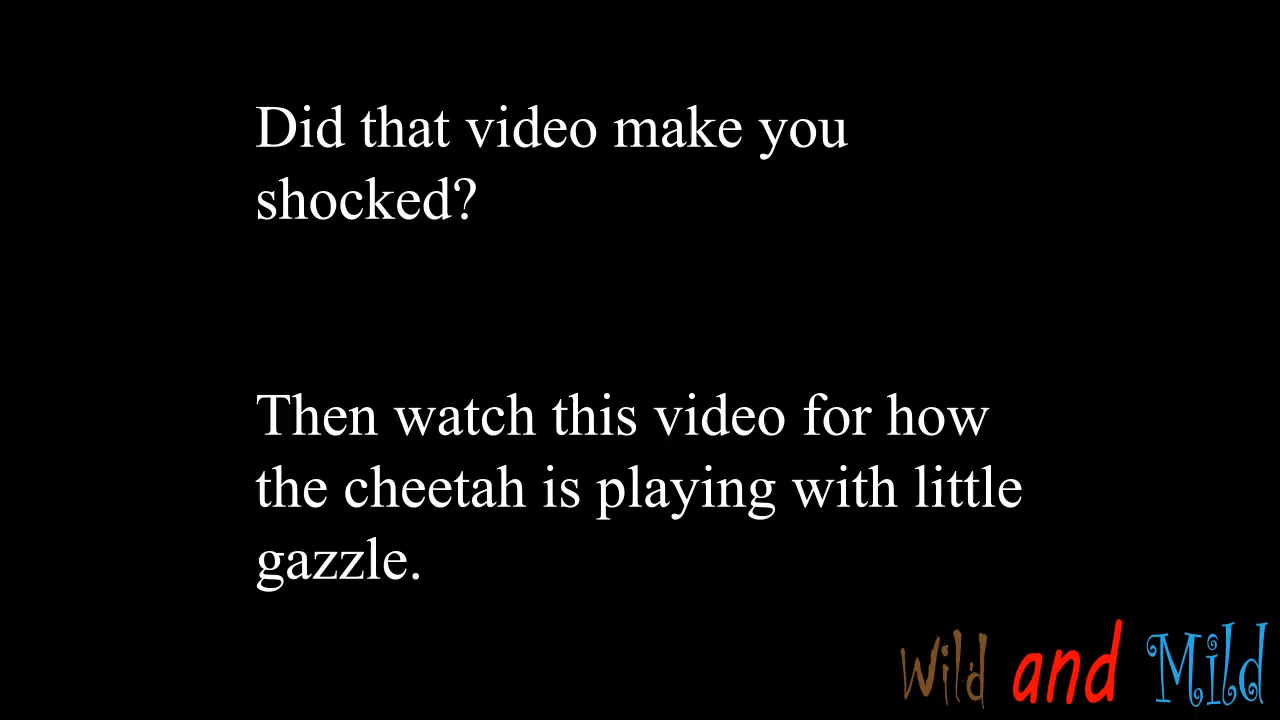 Did that video make you
shocked?
Then watch this video for how
the cheetah is playing with little
gazzle.
Wild and Mild